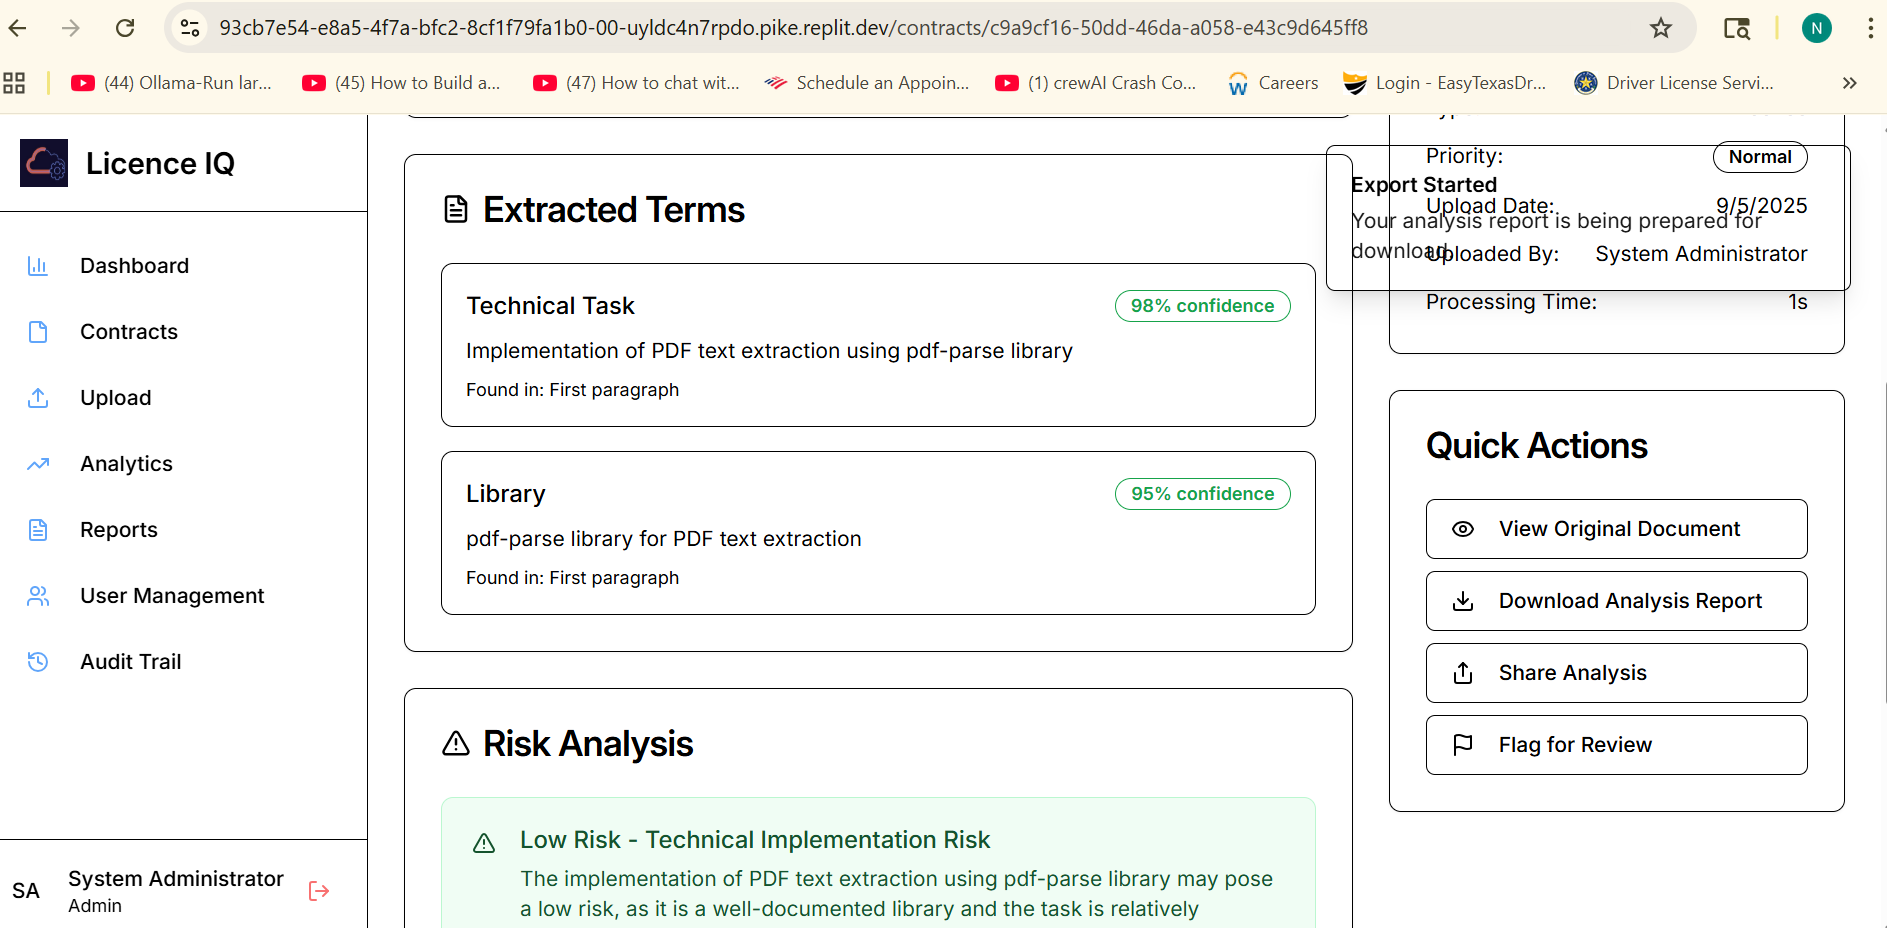 93cb7e54-e8a5-4f7a-bfc2-8cf1f79fa1b0-00-uyldc4n7rpdo.pike.replit.dev/contracts/c9a9cf16-50dd-46da-a058-e43c9d645ff8
N
(44) Ollama-Run lar...
(45) How to Build a...
(47) How to chat wit...
Schedule an Appoin...
(1) crewAI Crash Co...
Careers
Login - EasyTexasDr...
Driver License Servi...
Licence IQ
Dashboard
Contracts
Upload
Analytics
Reports
User Management
Audit Trail
SA
System Administrator
Admin
Extracted Terms
Technical Task
98% confidence
Implementation of PDF text extraction using pdf-parse library
Found in: First paragraph
Library
95% confidence
pdf-parse library for PDF text extraction
Found in: First paragraph
Risk Analysis
Low Risk - Technical Implementation Risk
The implementation of PDF text extraction using pdf-parse library may pose
a low risk, as it is a well-documented library and the task is relatively
Priority:
Normal
Export Started
Your analysis report is being prepared for
download.
Upload Date:
9/5/2025
Uploaded By:
System Administrator
Processing Time:
1s
Quick Actions
View Original Document
Download Analysis Report
Share Analysis
Flag for Review